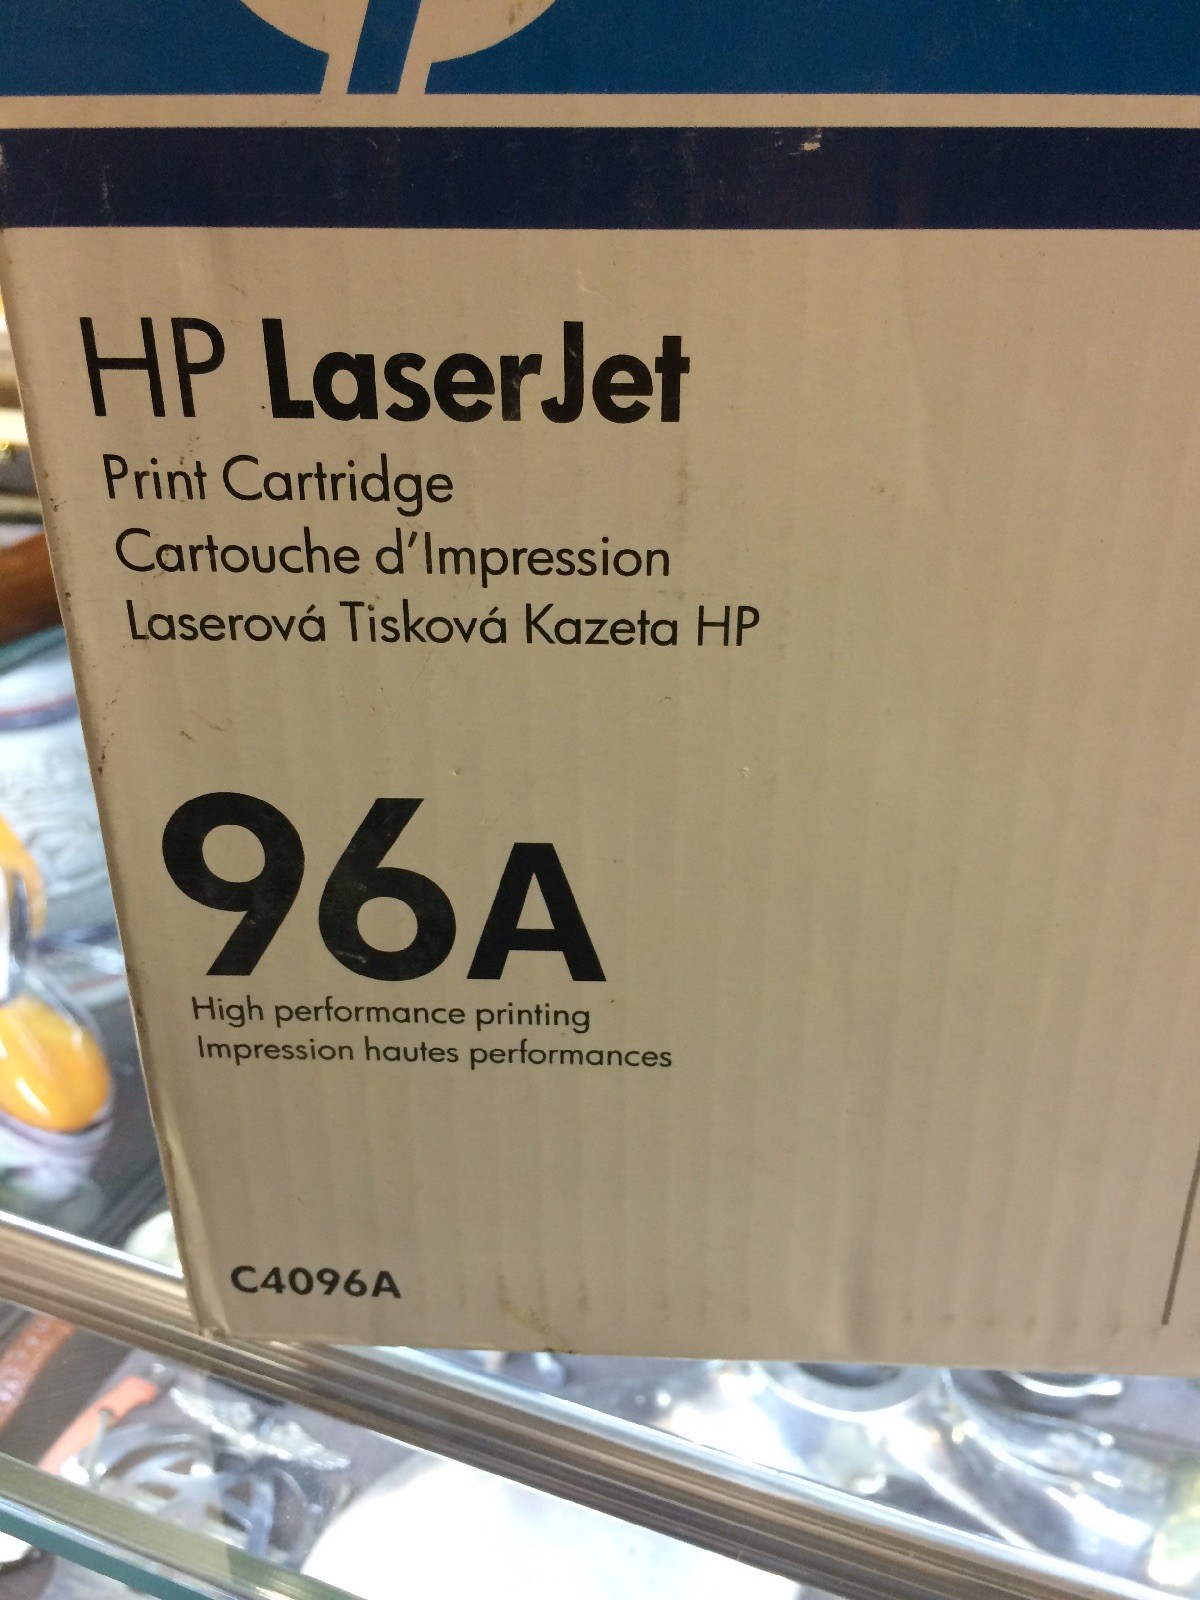 HP LaserJet
Print Cartridge
Cartouche d'Impression
Laserová Tisková Kazeta HP
96A
High performance printing
Impression hautes performances
C4096A